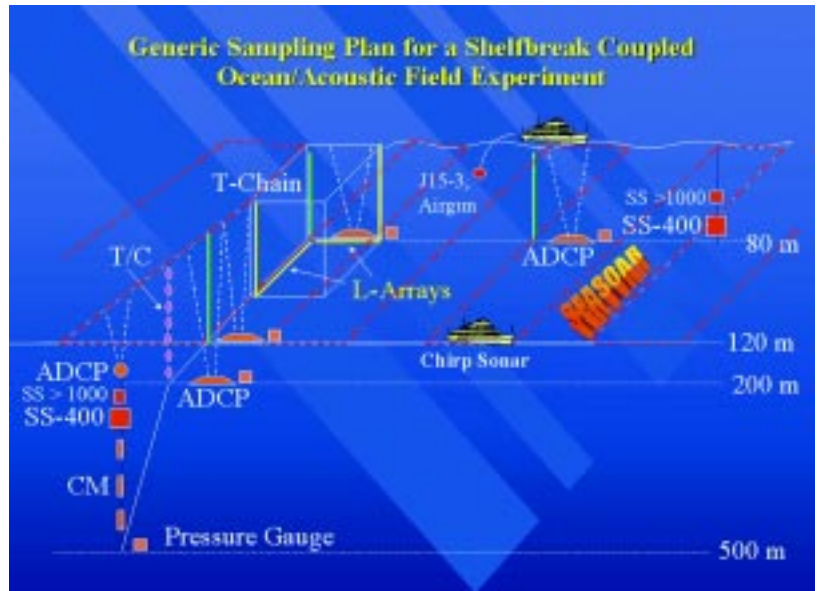 Generic Sampling Plan for a Shelfbreak Coupled
Ocean/Acoustic Field Experiment
T-Chain
J15-3,
Airgun
SS >1000
SS-400
T/C
ADCP
80 m
L-Arrays
SEASOAR
120 m
Chirp Sonar
ADCP
200 m
SS > 1000
ADCP
SS-400
CM
Pressure Gauge
500 m